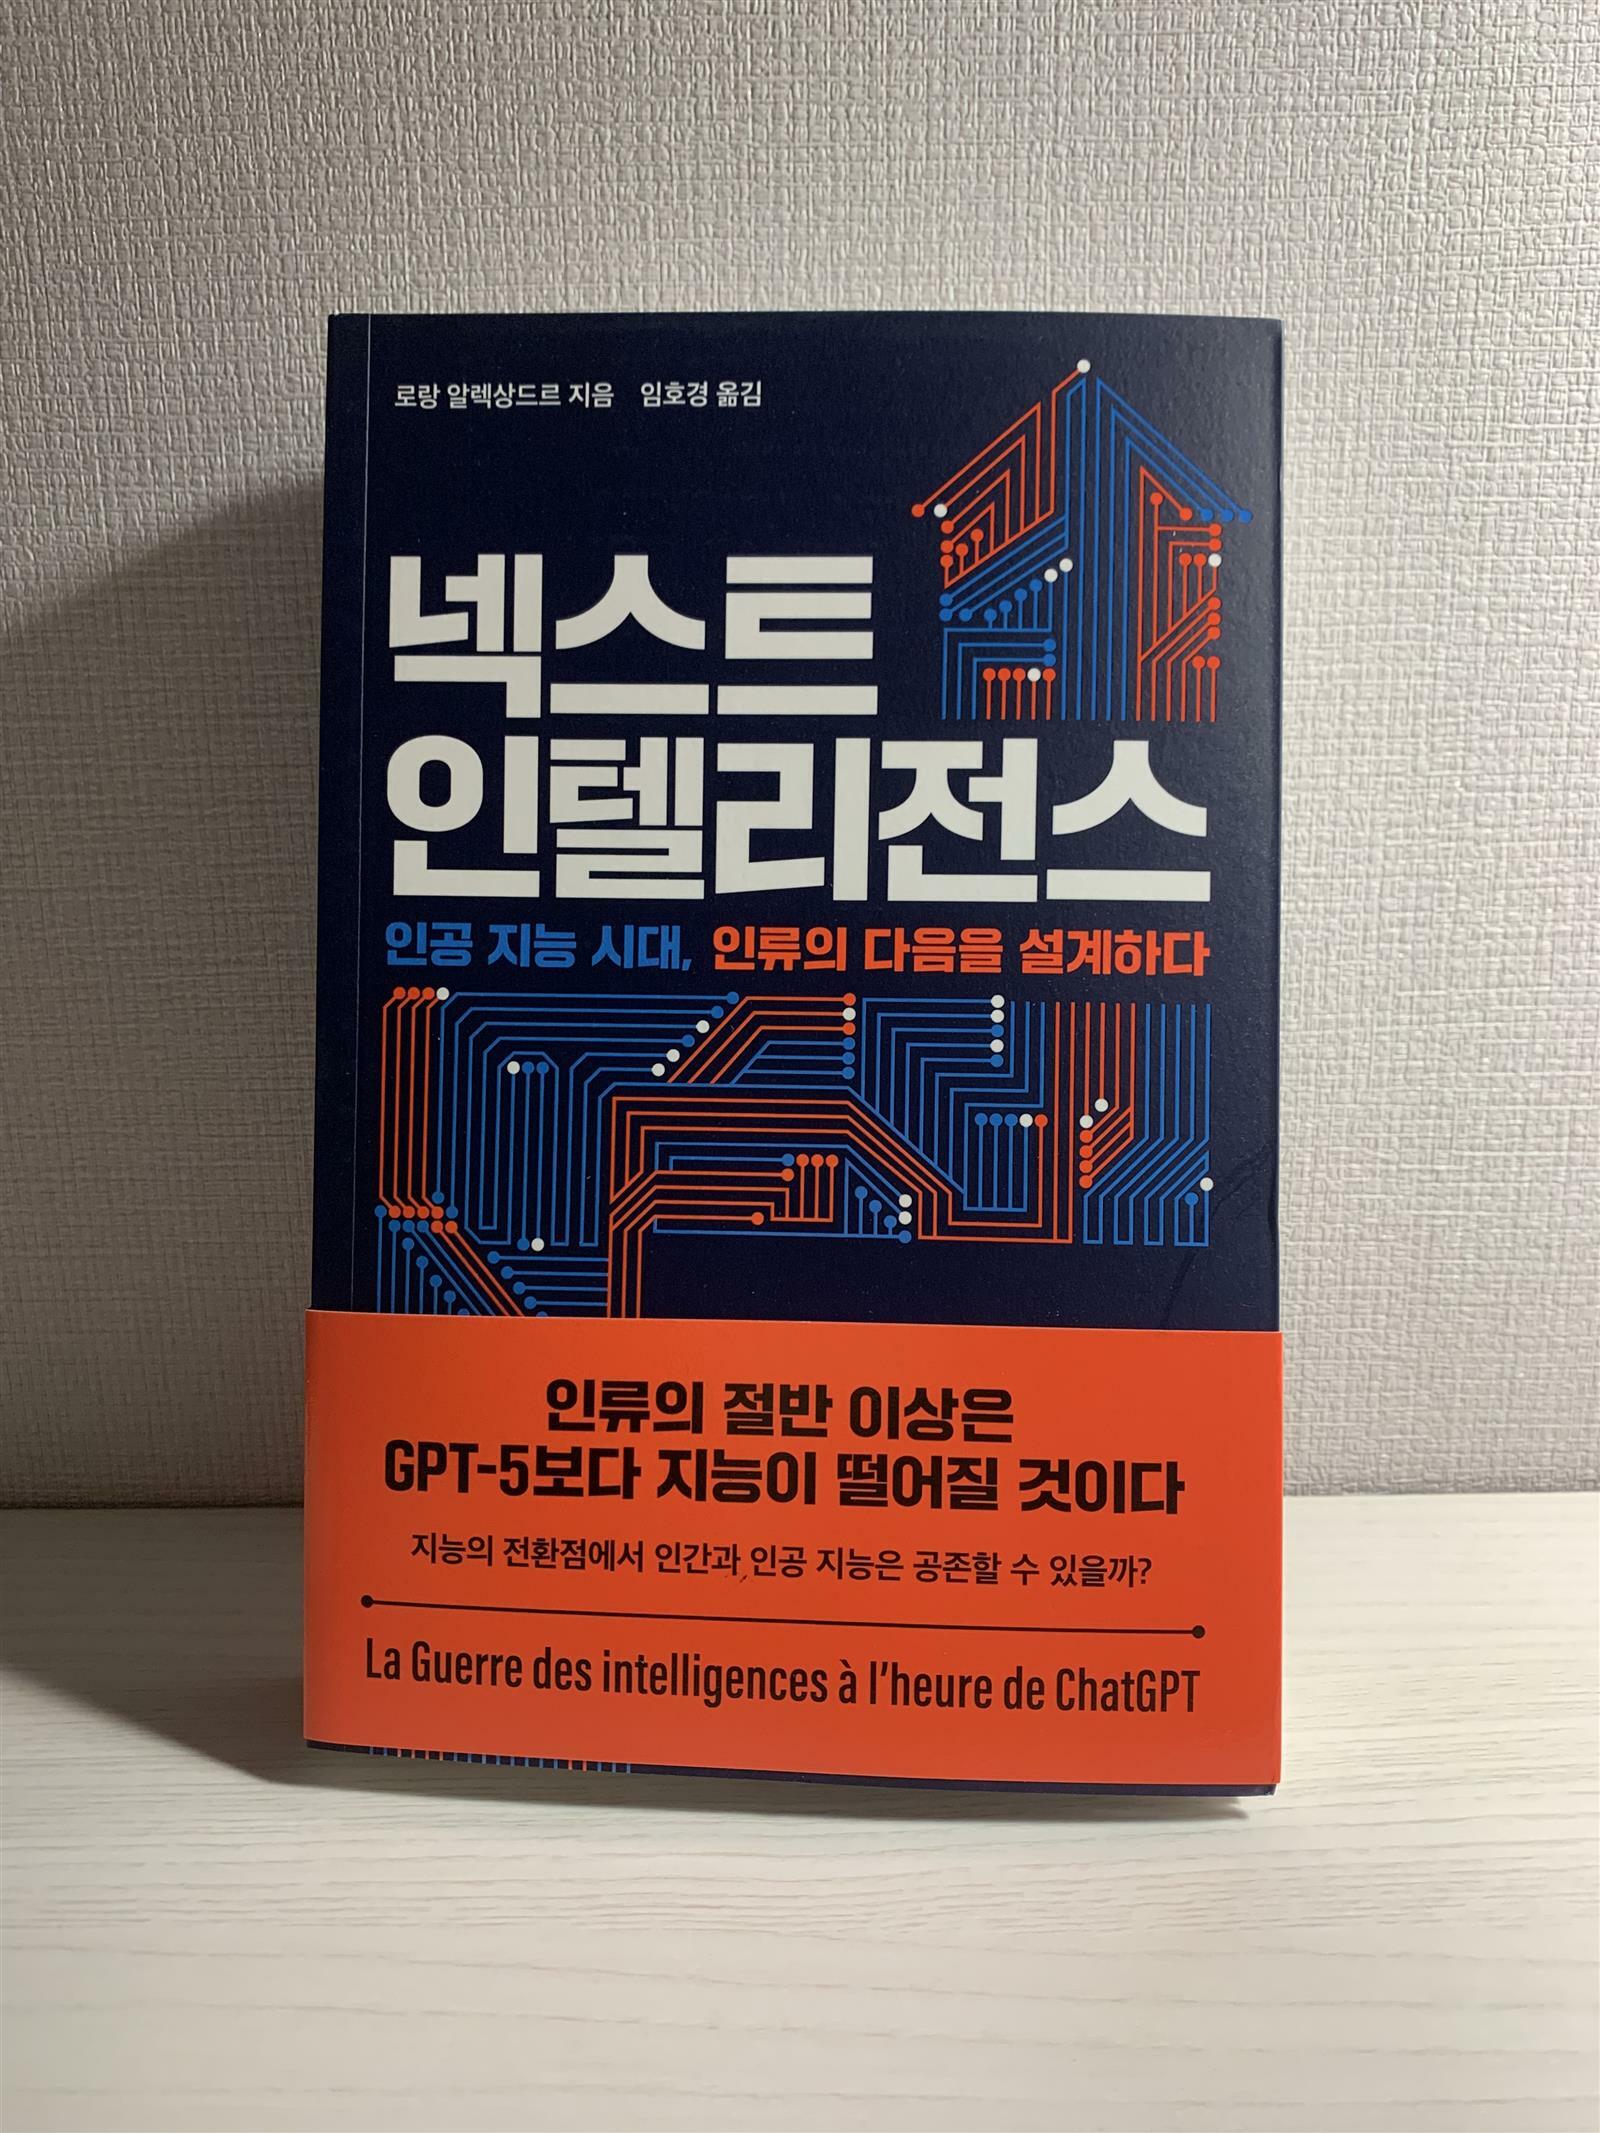 로랑 알렉상드르 지음 임호경 옮김
넥스트
인텔리전스
인공 지능 시대, 인류의 다음을 설계하다
인류의 절반 이상은
GPT-5보다 지능이 떨어질 것이다
지능의 전환점에서 인간과 인공 지능은 공존할 수 있을까?
La Guerre des intelligences à l'heure de ChatGPT